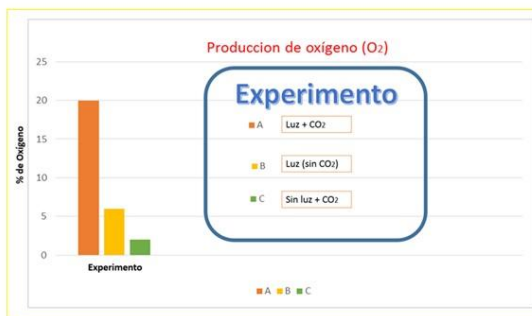 Produccion de oxígeno (O₂)
25
20
15
10
5
0
% de Oxígeno
Experimento
Experimento
A Luz + CO₂
B Luz (sin CO₂)
C Sin luz + CO₂
A B C